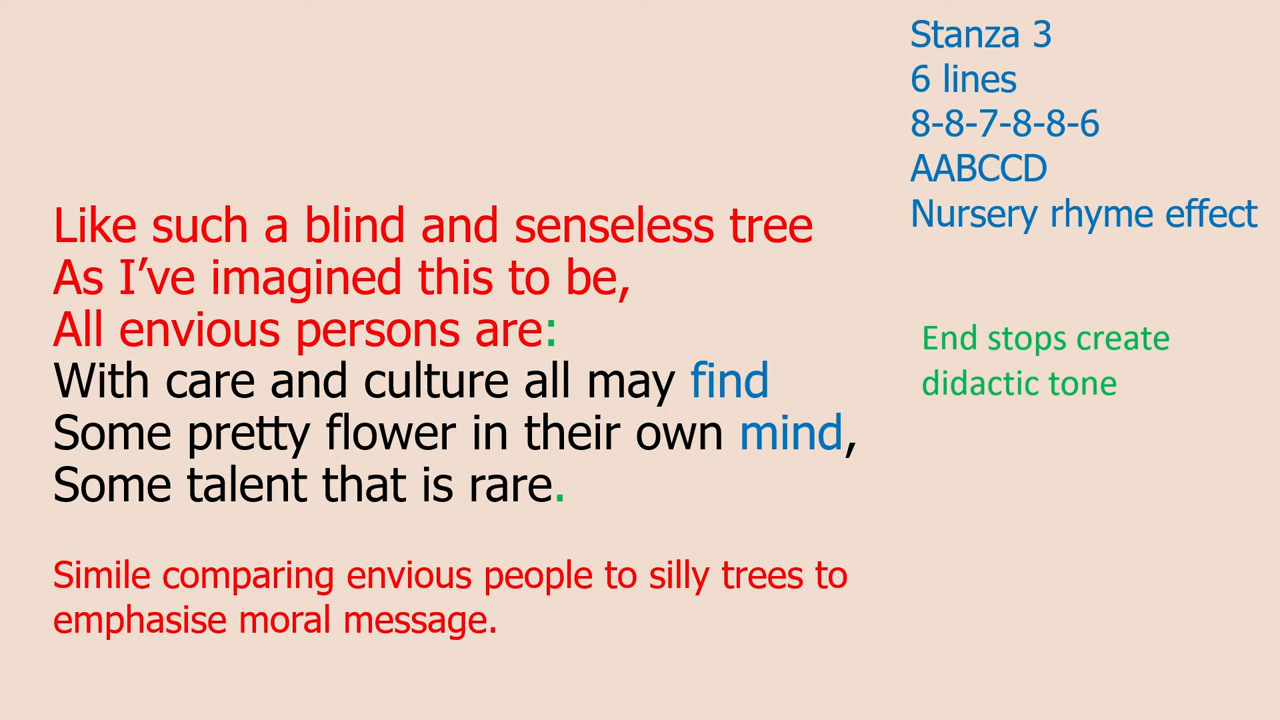 Stanza 3
6 lines
8-8-7-8-8-6
AABCCD
Nursery rhyme effect
Like such a blind and senseless tree
As I’ve imagined this to be,
All envious persons are:
With care and culture all may find
Some pretty flower in their own mind,
Some talent that is rare.
End stops create
didactic tone
Simile comparing envious people to silly trees to
emphasise moral message.